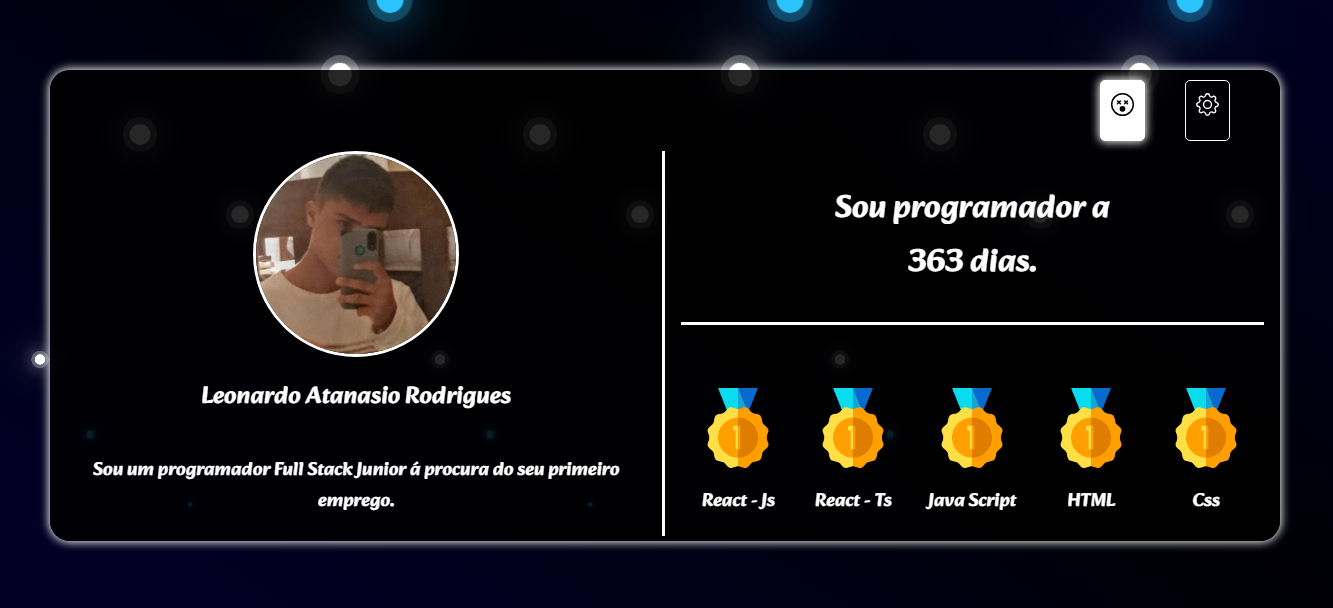 Sou programador a
363 dias.
Leonardo Atanasio Rodrigues
Sou um programador Full Stack Junior á procura do seu primeiro
emprego.
1 1 1 1 1
React - Js React - Ts Java Script HTML Css